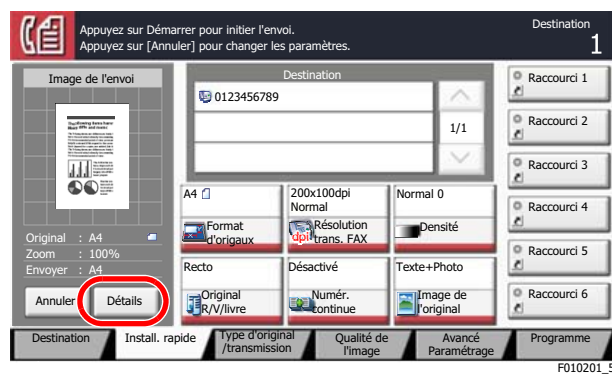 Appuyez sur Démarrer pour initier l'envoi.
Appuyez sur [Annuler] pour changer les paramètres.
Destination
1
Image de l'envoi
Original : A4
Zoom : 100%
Envoyer : A4
Annuler
Détails
Destination
0123456789
1/1
A4
Format
d'origaux
200x100dpi
Normal
dpi
Résolution
trans. FAX
Normal 0
Densité
Recto
Original
R/V/livre
Désactivé
Numér.
continue
Texte+Photo
Image de
l'original
Raccourci 1
Raccourci 2
Raccourci 3
Raccourci 4
Raccourci 5
Raccourci 6
Destination
Install. rapide
Type d'original
/transmission
Qualité de
l'image
Avancé
Paramétrage
Programme